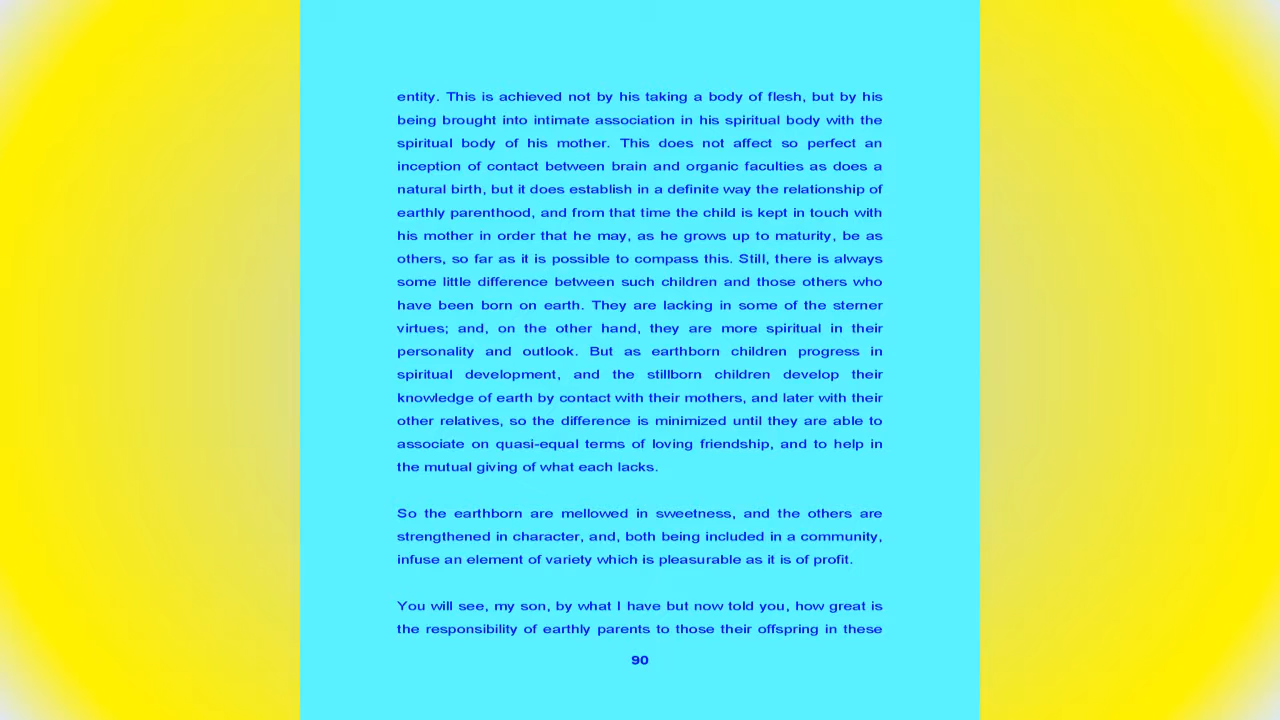 entity. This is achieved not by his taking a body of flesh, but by his
being brought into intimate association in his spiritual body with the
spiritual body of his mother. This does not affect so perfect an
inception of contact between brain and organic faculties as does a
natural birth, but it does establish in a definite way the relationship of
earthly parenthood, and from that time the child is kept in touch with
his mother in order that he may, as he grows up to maturity, be as
others, so far as it is possible to compass this. Still, there is always
some little difference between such children and those others who
have been born on earth. They are lacking in some of the sterner
virtues; and, on the other hand, they are more spiritual in their
personality and outlook. But as earthborn children progress in
spiritual development, and the stillborn children develop their
knowledge of earth by contact with their mothers, and later with their
other relatives, so the difference is minimized until they are able to
associate on quasi-equal terms of loving friendship, and to help in
the mutual giving of what each lacks.
So the earthborn are mellowed in sweetness, and the others are
strengthened in character, and, both being included in a community,
infuse an element of variety which is pleasurable as it is of profit.
You will see, my son, by what I have but now told you, how great is
the responsibility of earthly parents to those their offspring in these
90